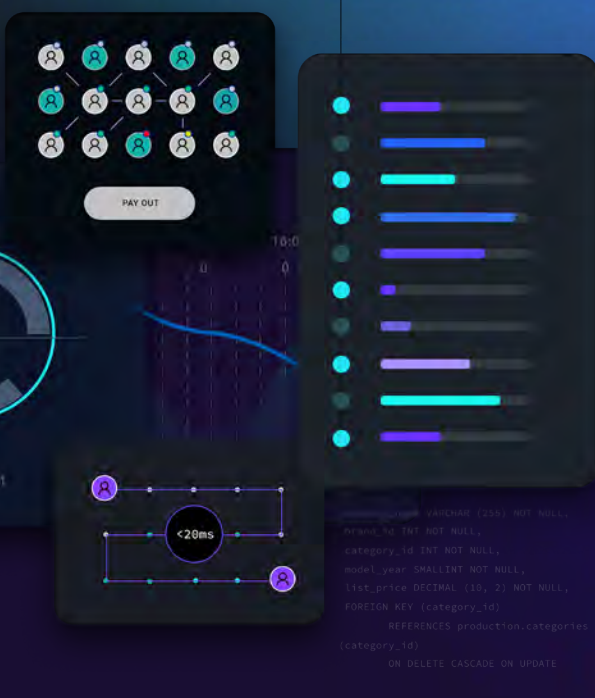 PAY OUT
16:0
0 0
<20ms
VARCHAR (255) NOT NULL,
brand_id INT NOT NULL,
category_id INT NOT NULL,
model_year SMALLINT NOT NULL,
list_price DECIMAL (10, 2) NOT NULL,
FOREIGN KEY (category_id)
REFERENCES production.categories
(category_id)
ON DELETE CASCADE ON UPDATE